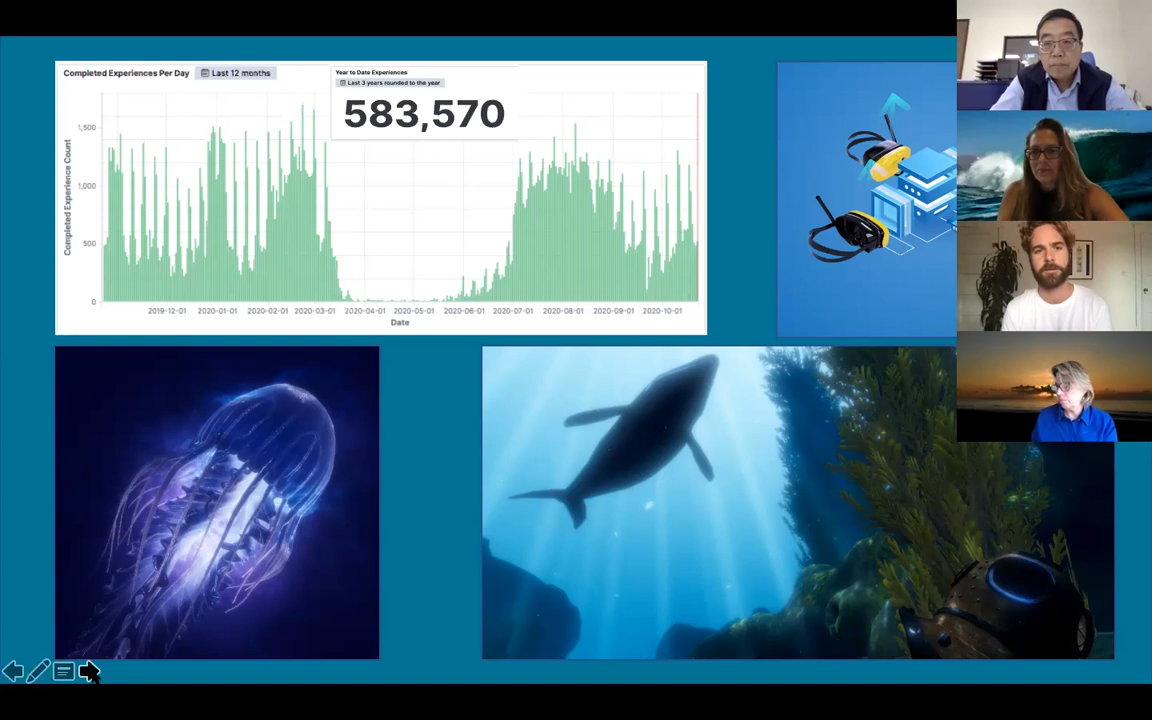 Completed Experiences Per Day
Last 12 months
Year to Date Experiences
Last 3 years rounded to the year
583,570
Completed Experience Count
1,500
1,000
500
0
2019-12-01 2020-01-01 2020-02-01 2020-03-01 2020-04-01 2020-05-01 2020-06-01 2020-07-01 2020-08-01 2020-09-01 2020-10-01
Date